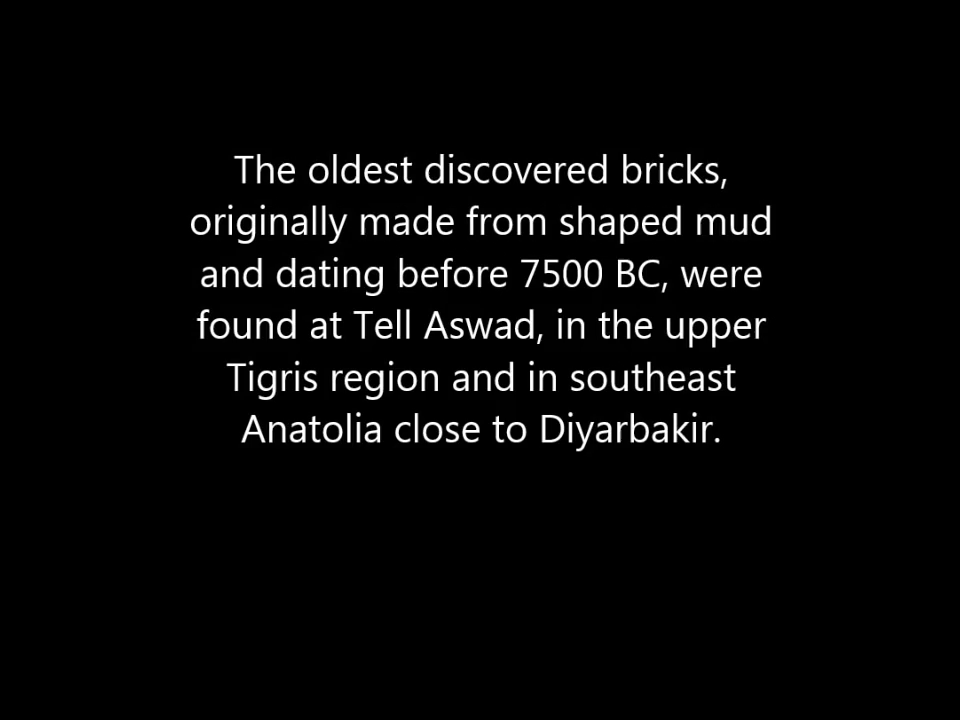 The oldest discovered bricks,
originally made from shaped mud
and dating before 7500 BC, were
found at Tell Aswad, in the upper
Tigris region and in southeast
Anatolia close to Diyarbakir.